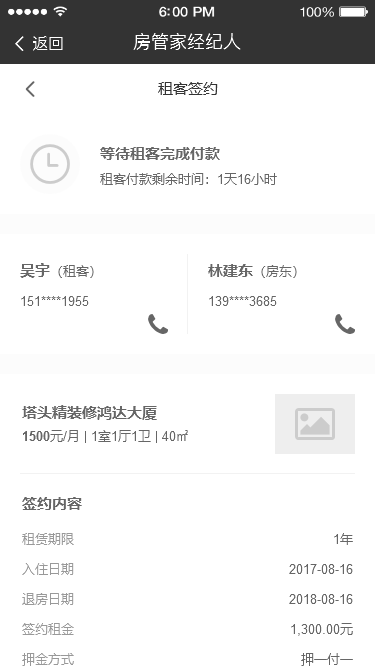 6:00 PM 100%
返回 房管家经纪人
租客签约
等待租客完成付款
租客付款剩余时间：1天16小时
吴宇（租客） 林建东（房东）
151****1955 139****3685
塔头精装修鸿达大厦
1500元/月 | 1室1厅1卫 | 40㎡
签约内容
租赁期限 1年
入住日期 2017-08-16
退房日期 2018-08-16
签约租金 1,300.00元
押金方式 押一付一